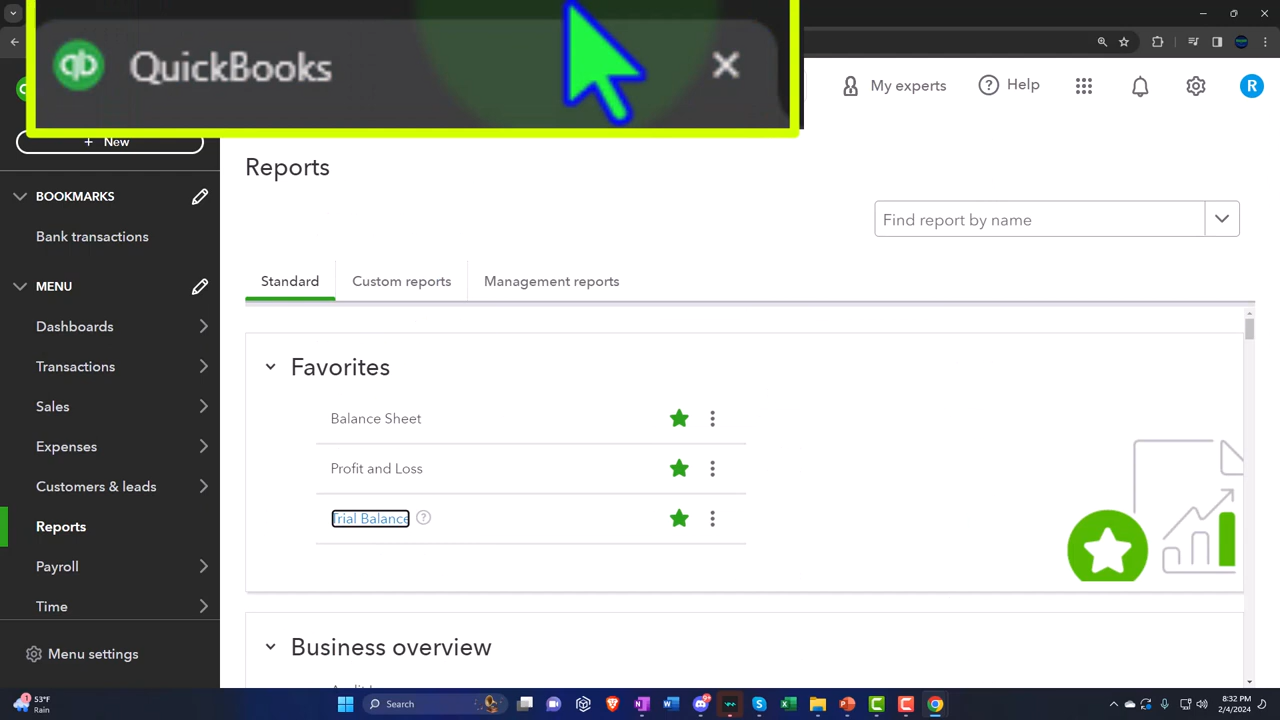 qb QuickBooks
My experts
Help
R
+ New
Reports
BOOKMARKS
Find report by name
Bank transactions
Standard
Custom reports
Management reports
MENU
Dashboards
Favorites
Transactions
Balance Sheet
Sales
Expenses
Profit and Loss
Customers & leads
Trial Balance
Reports
Payroll
Time
Business overview
Menu settings
1
53°F
Rain
Search
8:32 PM
2/4/2024